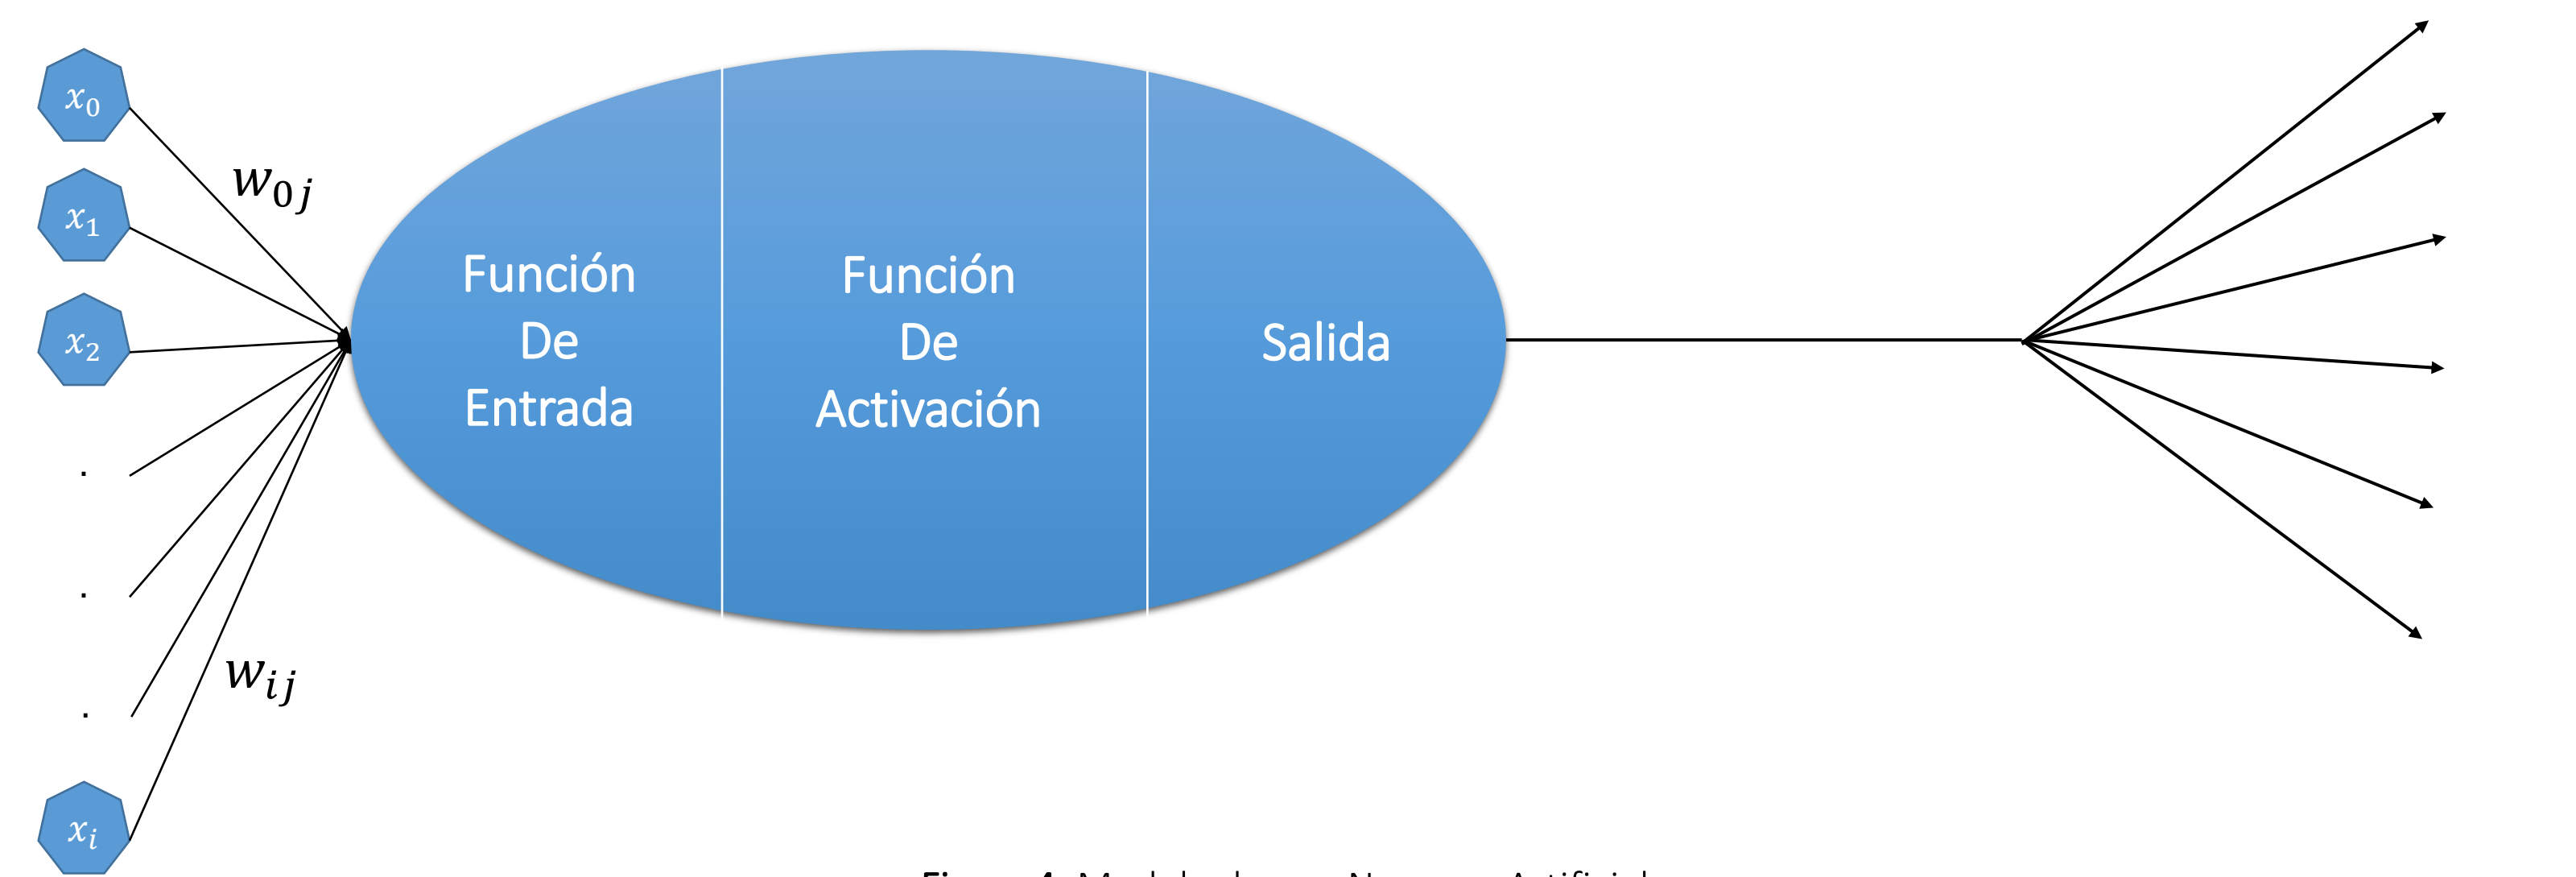 x₀
w₀ⱼ
x₁
x₂
Función
De
Entrada
Función
De
Activación
Salida
.
.
.
wᵢⱼ
xᵢ